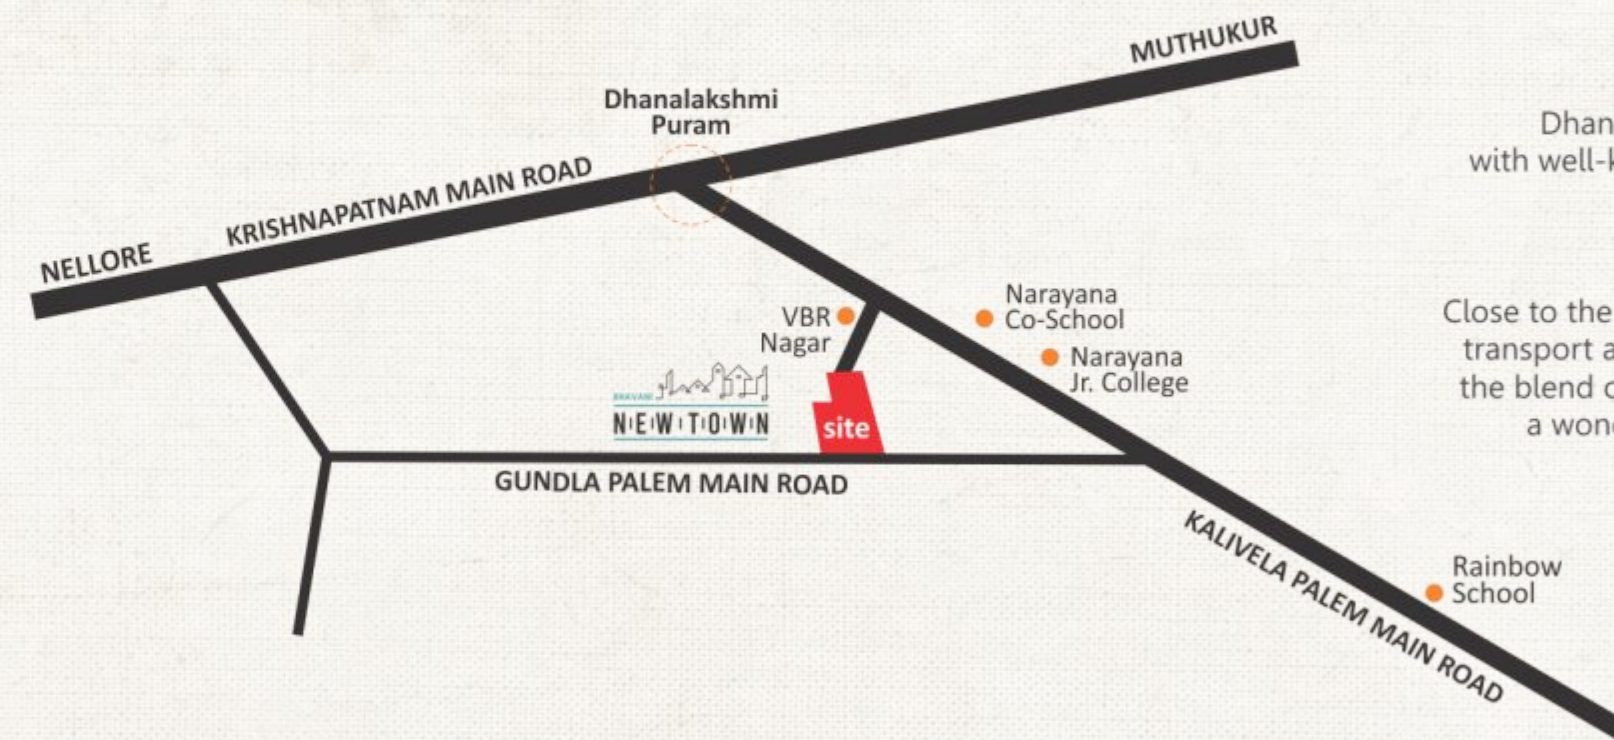 MUTHUKUR
Dhanalakshmi
Puram
KRISHNAPATNAM MAIN ROAD
NELLORE
VBR
Nagar
Narayana
Co-School
Narayana
Jr. College
BHAVANI
NEWTOWN
site
GUNDLA PALEM MAIN ROAD
KALIVELA PALEM MAIN ROAD
Rainbow
School
Dhan
with well-k
Close to the
transport a
the blend o
a won